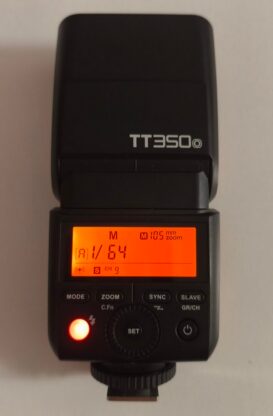 TT350o
M M 105 mm zoom
A 1/64
S CH 9
MODE ZOOM SYNC SLAVE
C.Fn GR/CH
SET